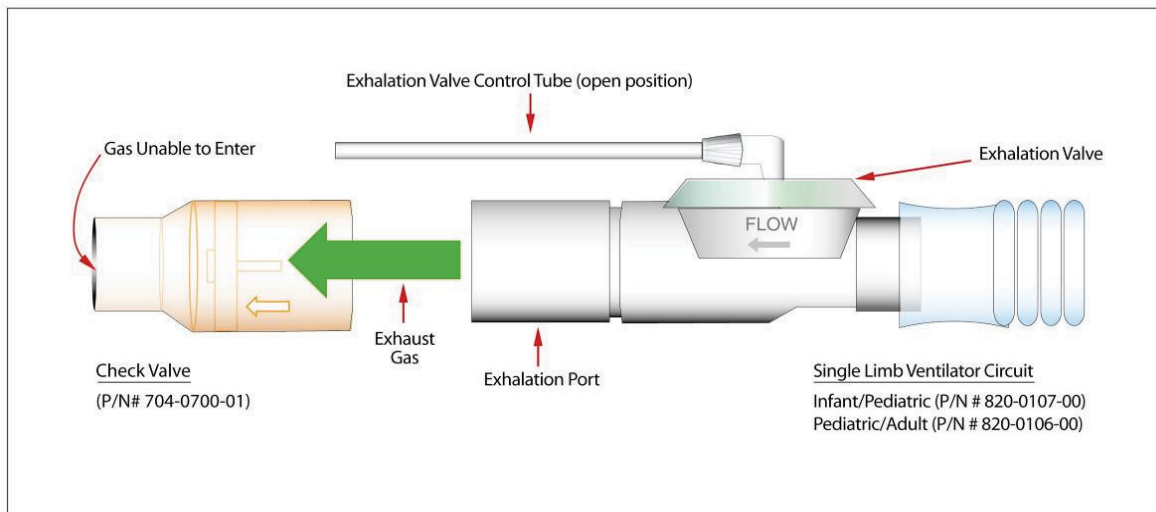 Exhalation Valve Control Tube (open position)
Gas Unable to Enter
Exhalation Valve
FLOW
Exhaust
Gas
Exhalation Port
Check Valve
(P/N# 704-0700-01)
Single Limb Ventilator Circuit
Infant/Pediatric (P/N # 820-0107-00)
Pediatric/Adult (P/N # 820-0106-00)